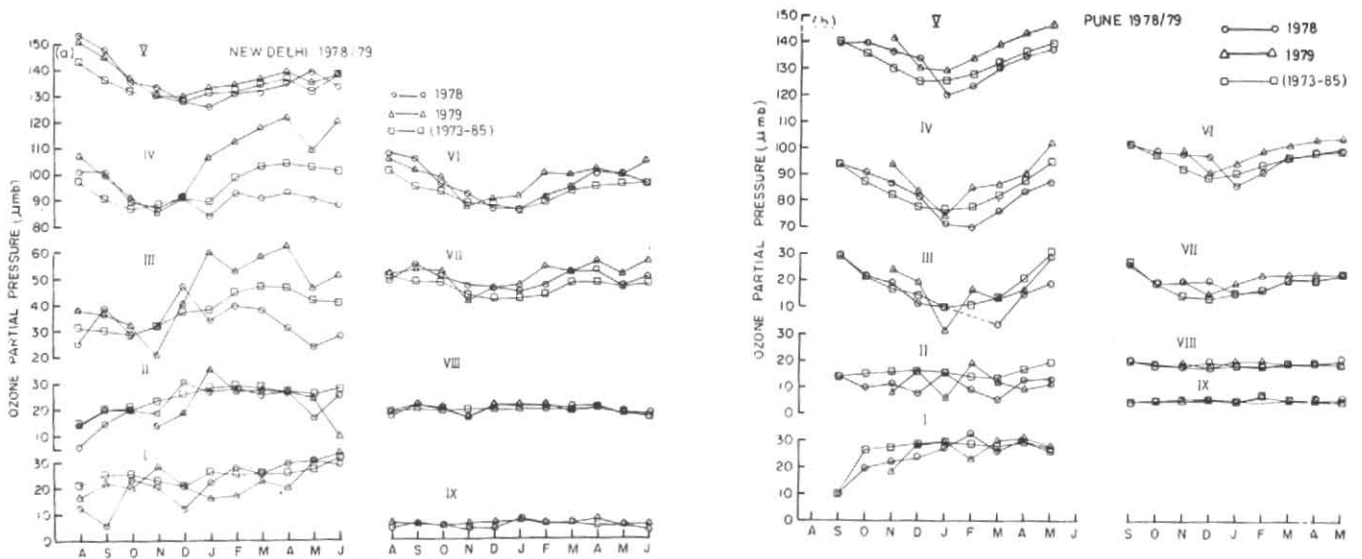 (a)
NEW DELHI 1978/79
OZONE PARTIAL PRESSURE (μmb)
150
140
130
120
110
100
90
80
60
50
40
30
20
30
20
10
30
20
10
V
IV
III
II
I
A S O N D J F M A M J
1978
1979
(1973-85)
VI
VII
VIII
IX
A S O N D J F M A M J
(b)
PUNE 1978/79
OZONE PARTIAL PRESSURE (μmb)
150
140
130
120
110
100
90
80
70
30
20
10
20
10
0
30
20
10
0
V
IV
III
II
I
A S O N D J F M A M J
1978
1979
(1973-85)
VI
VII
VIII
IX
S O N D J F M A M